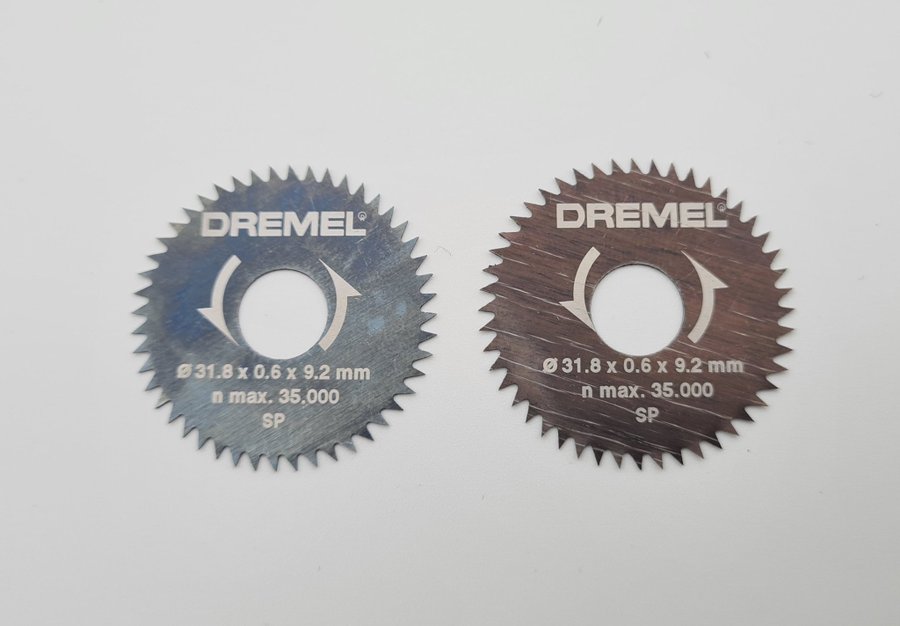 DREMEL®
Ø 31.8 x 0.6 x 9.2 mm
n max. 35.000
SP
DREMEL®
Ø 31.8 x 0.6 x 9.2 mm
n max. 35.000
SP